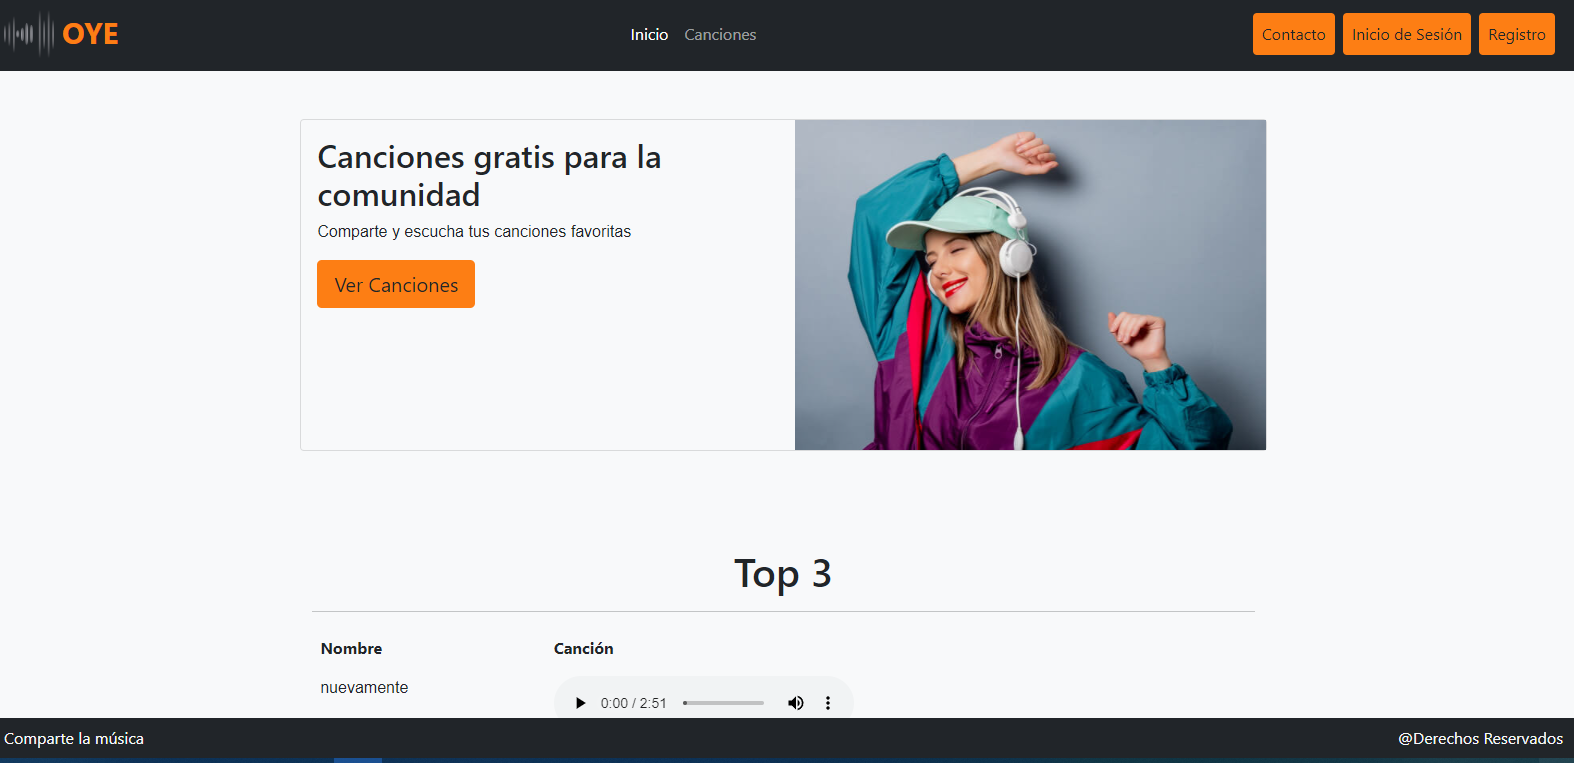 OYE
Inicio Canciones
Contacto Inicio de Sesión Registro
Canciones gratis para la
comunidad
Comparte y escucha tus canciones favoritas
Ver Canciones
Top 3
Nombre Canción
nuevamente
0:00 / 2:51
Comparte la música @Derechos Reservados